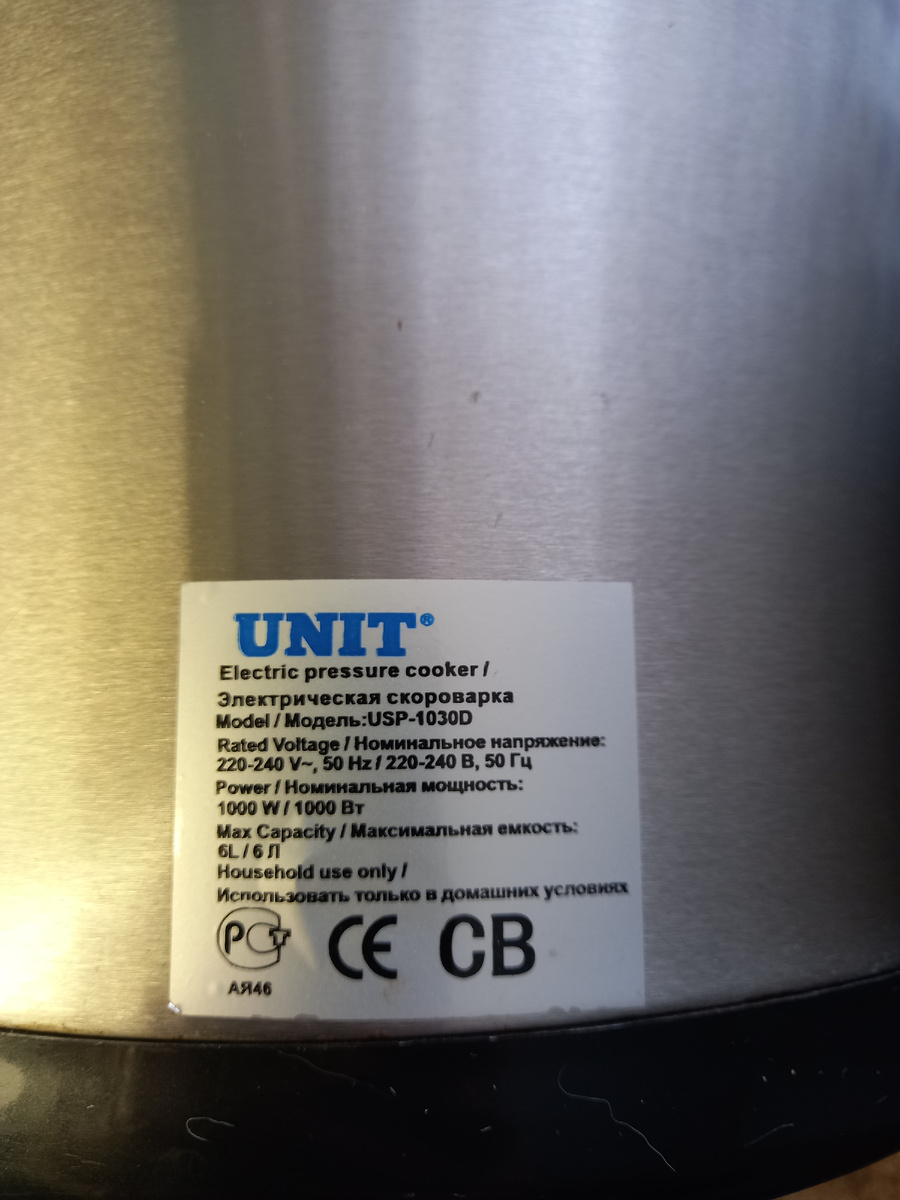 UNIT®
Electric pressure cooker /
Электрическая скороварка
Model / Модель:USP-1030D
Rated Voltage / Номинальное напряжение:
220-240 V~, 50 Hz / 220-240 В, 50 Гц
Power / Номинальная мощность:
1000 W / 1000 Вт
Max Capacity / Максимальная емкость:
6L / 6 Л
Household use only /
Использовать только в домашних условиях
РСТ CE CB
АЯ46